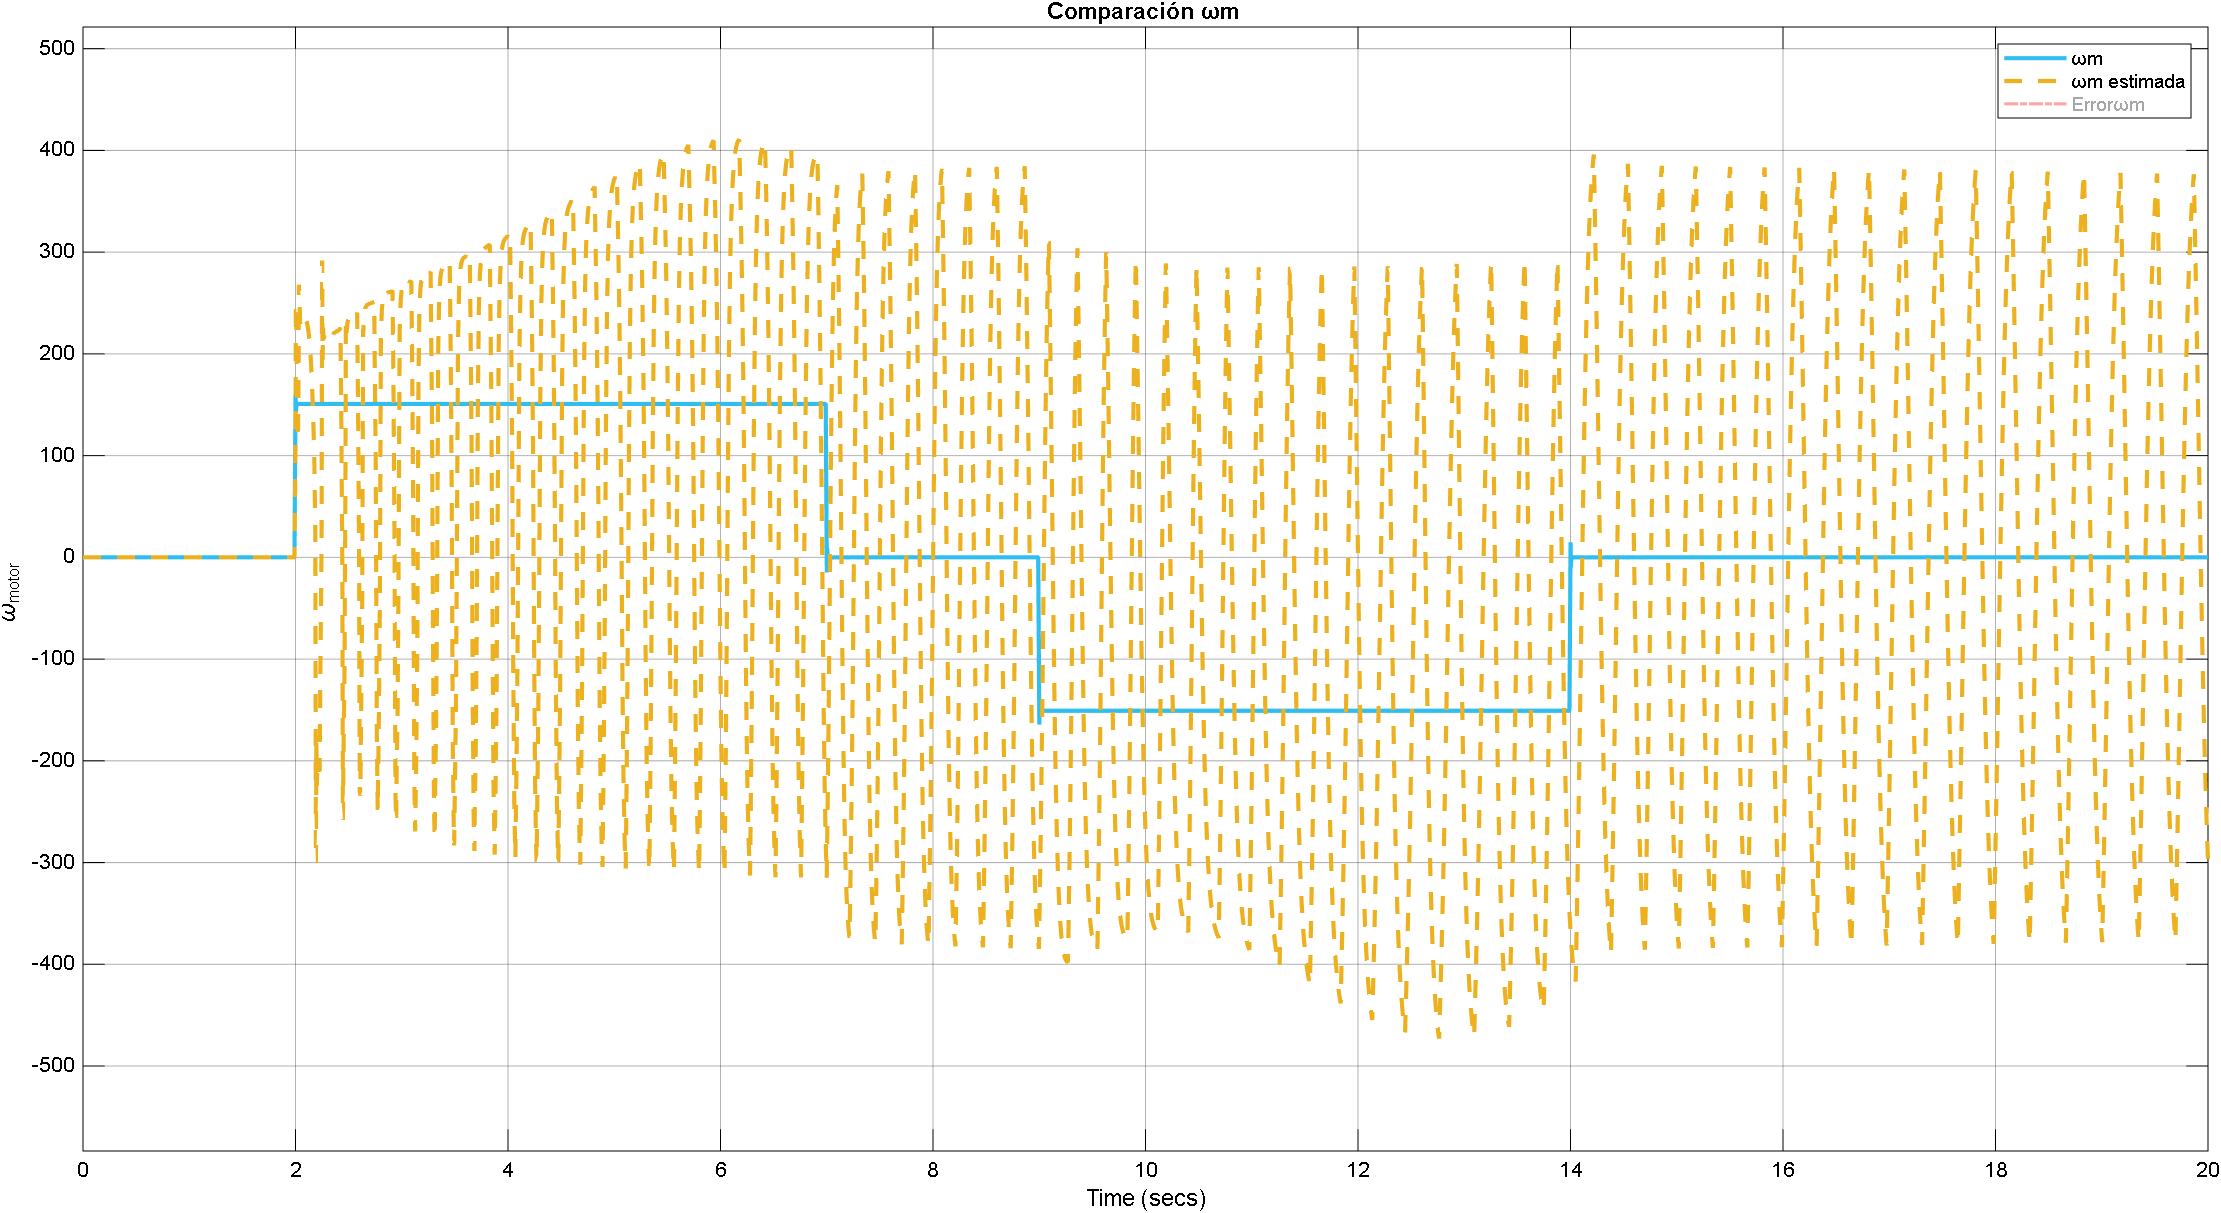 Comparación ωm
500
400
300
200
100
0
-100
-200
-300
-400
-500
ωmotor
ωm
ωm estimada
Errorωm
0 2 4 6 8 10 12 14 16 18 20
Time (secs)